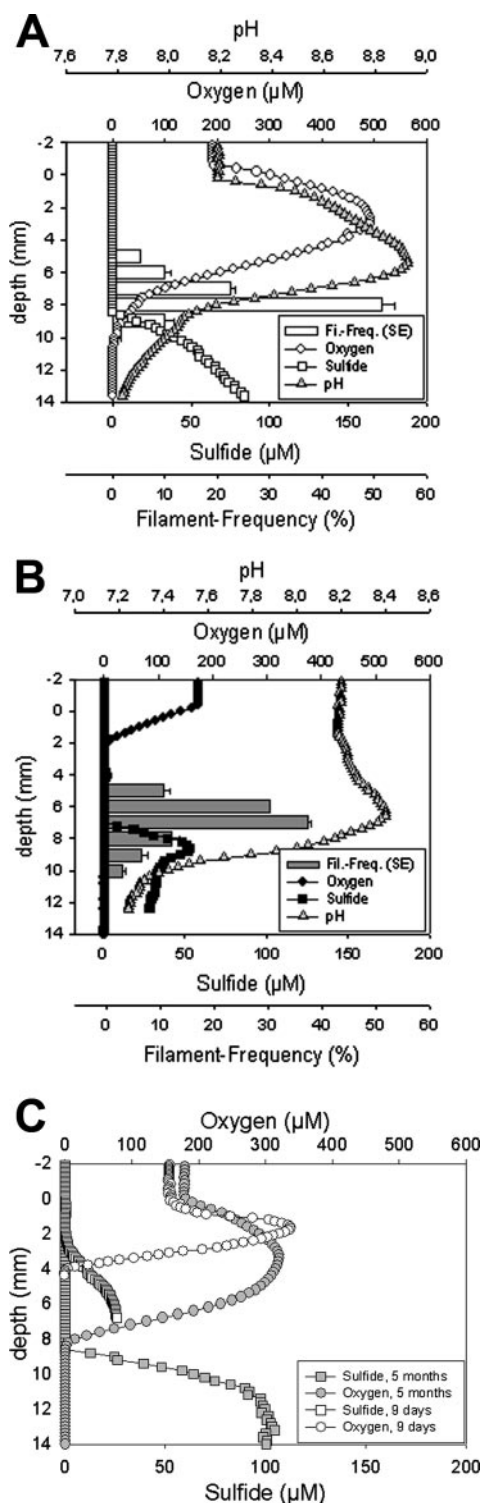 A
pH
7,6 7,8 8,0 8,2 8,4 8,6 8,8 9,0
Oxygen (µM)
0 100 200 300 400 500 600
-2
0
2
4
6
8
10
12
14
depth (mm)
Fi.-Freq. (SE)
Oxygen
Sulfide
pH
0 50 100 150 200
Sulfide (µM)
0 10 20 30 40 50 60
Filament-Frequency (%)
B
pH
7,0 7,2 7,4 7,6 7,8 8,0 8,2 8,4 8,6
Oxygen (µM)
0 100 200 300 400 500 600
-2
0
2
4
6
8
10
12
14
depth (mm)
Fil.-Freq. (SE)
Oxygen
Sulfide
pH
0 50 100 150 200
Sulfide (µM)
0 10 20 30 40 50 60
Filament-Frequency (%)
C
Oxygen (µM)
0 100 200 300 400 500 600
-2
0
2
4
6
8
10
12
14
depth (mm)
Sulfide, 5 months
Oxygen, 5 months
Sulfide, 9 days
Oxygen, 9 days
0 50 100 150 200
Sulfide (µM)